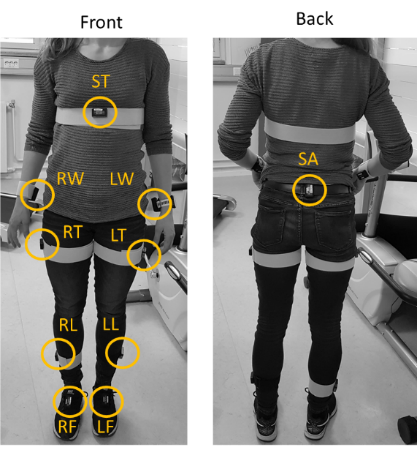 Front
Back
ST
SA
RW LW
RT LT
RL LL
RF LF